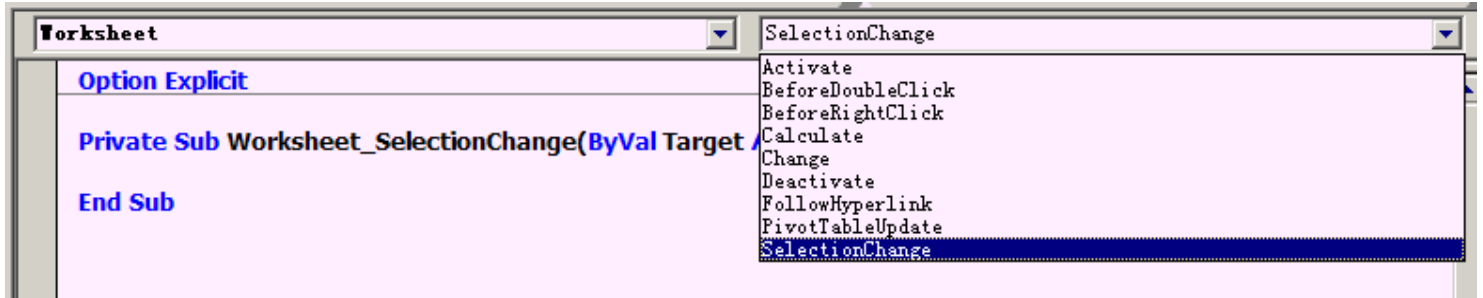 Worksheet
SelectionChange
Option Explicit
Private Sub Worksheet_SelectionChange(ByVal Target
End Sub
Activate
BeforeDoubleClick
BeforeRightClick
Calculate
Change
Deactivate
FollowHyperlink
PivotTableUpdate
SelectionChange